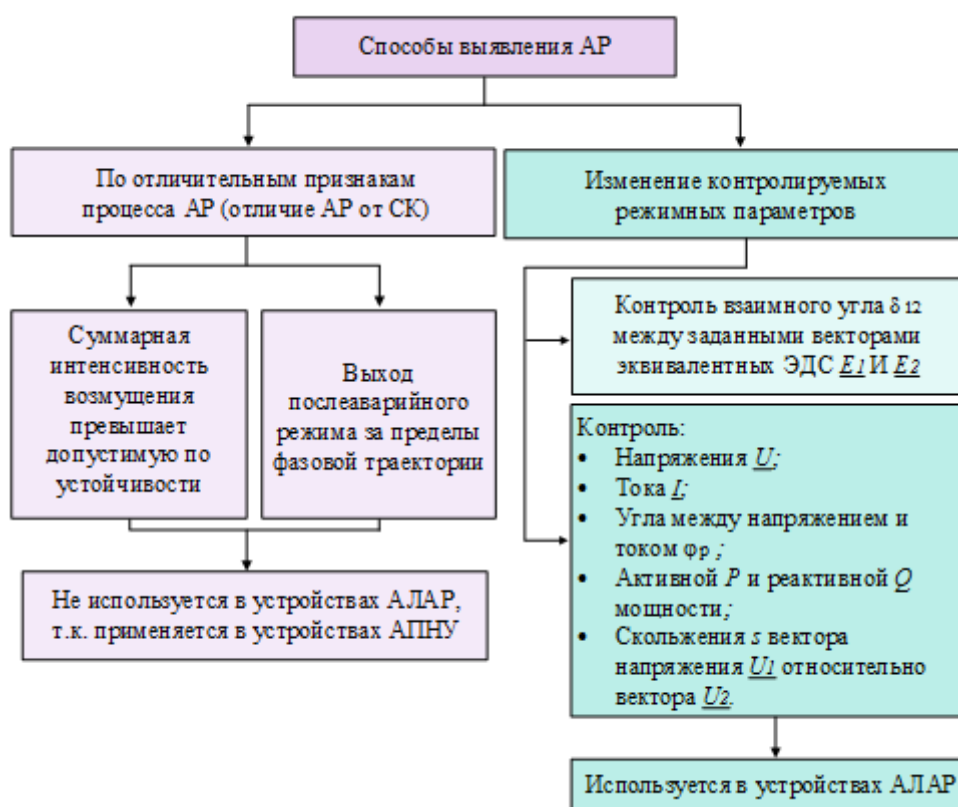 Способы выявления АР
По отличительным признакам
процесса АР (отличие АР от СК)
Изменение контролируемых
режимных параметров
Суммарная
интенсивность
возмущения
превышает
допустимую по
устойчивости
Выход
послеаварийного
режима за пределы
фазовой траектории
Не используется в устройствах АЛАР,
т.к. применяется в устройствах АПНУ
Контроль взаимного угла δ12
между заданными векторами
эквивалентных ЭДС E1 И E2
Контроль:
• Напряжения U;
• Тока I;
• Угла между напряжением и
током φр ;
• Активной P и реактивной Q
мощности;
• Скольжения s вектора
напряжения U1 относительно
вектора U2.
Используется в устройствах АЛАР